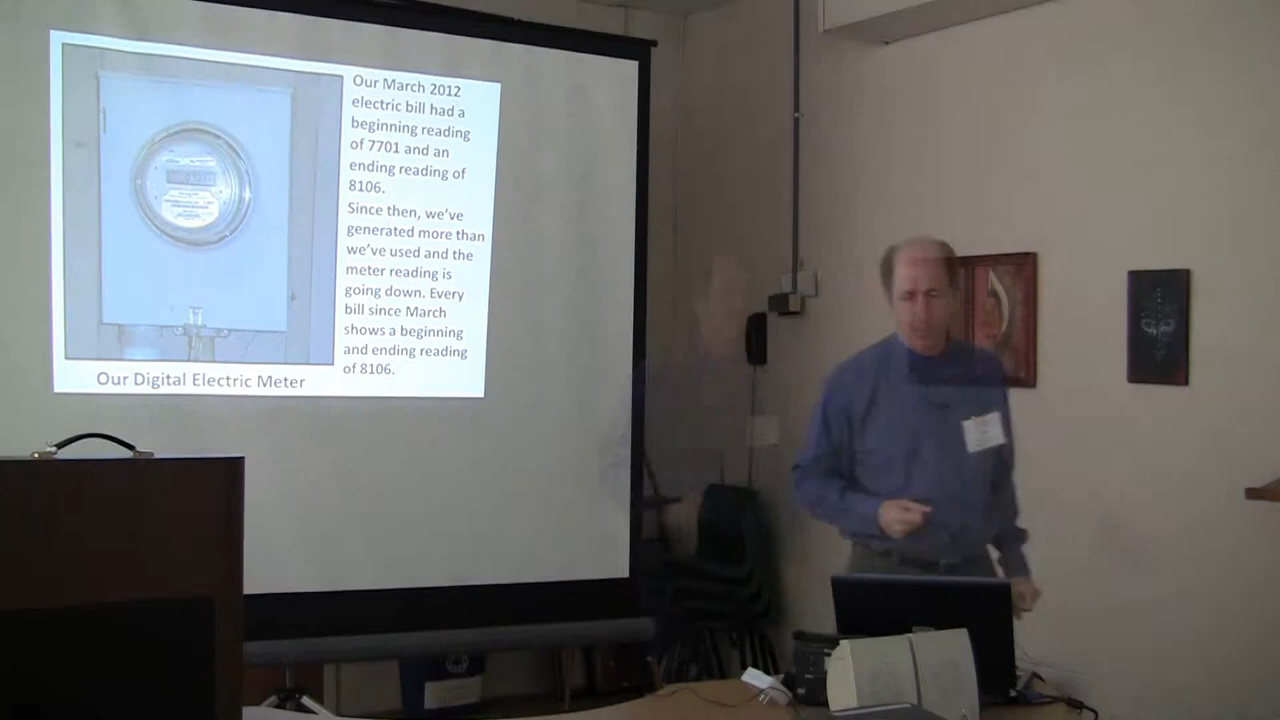 Our March 2012
electric bill had a
beginning reading
of 7701 and an
ending reading of
8106.
Since then, we've
generated more than
we've used and the
meter reading is
going down. Every
bill since March
shows a beginning
and ending reading
of 8106.
Our Digital Electric Meter